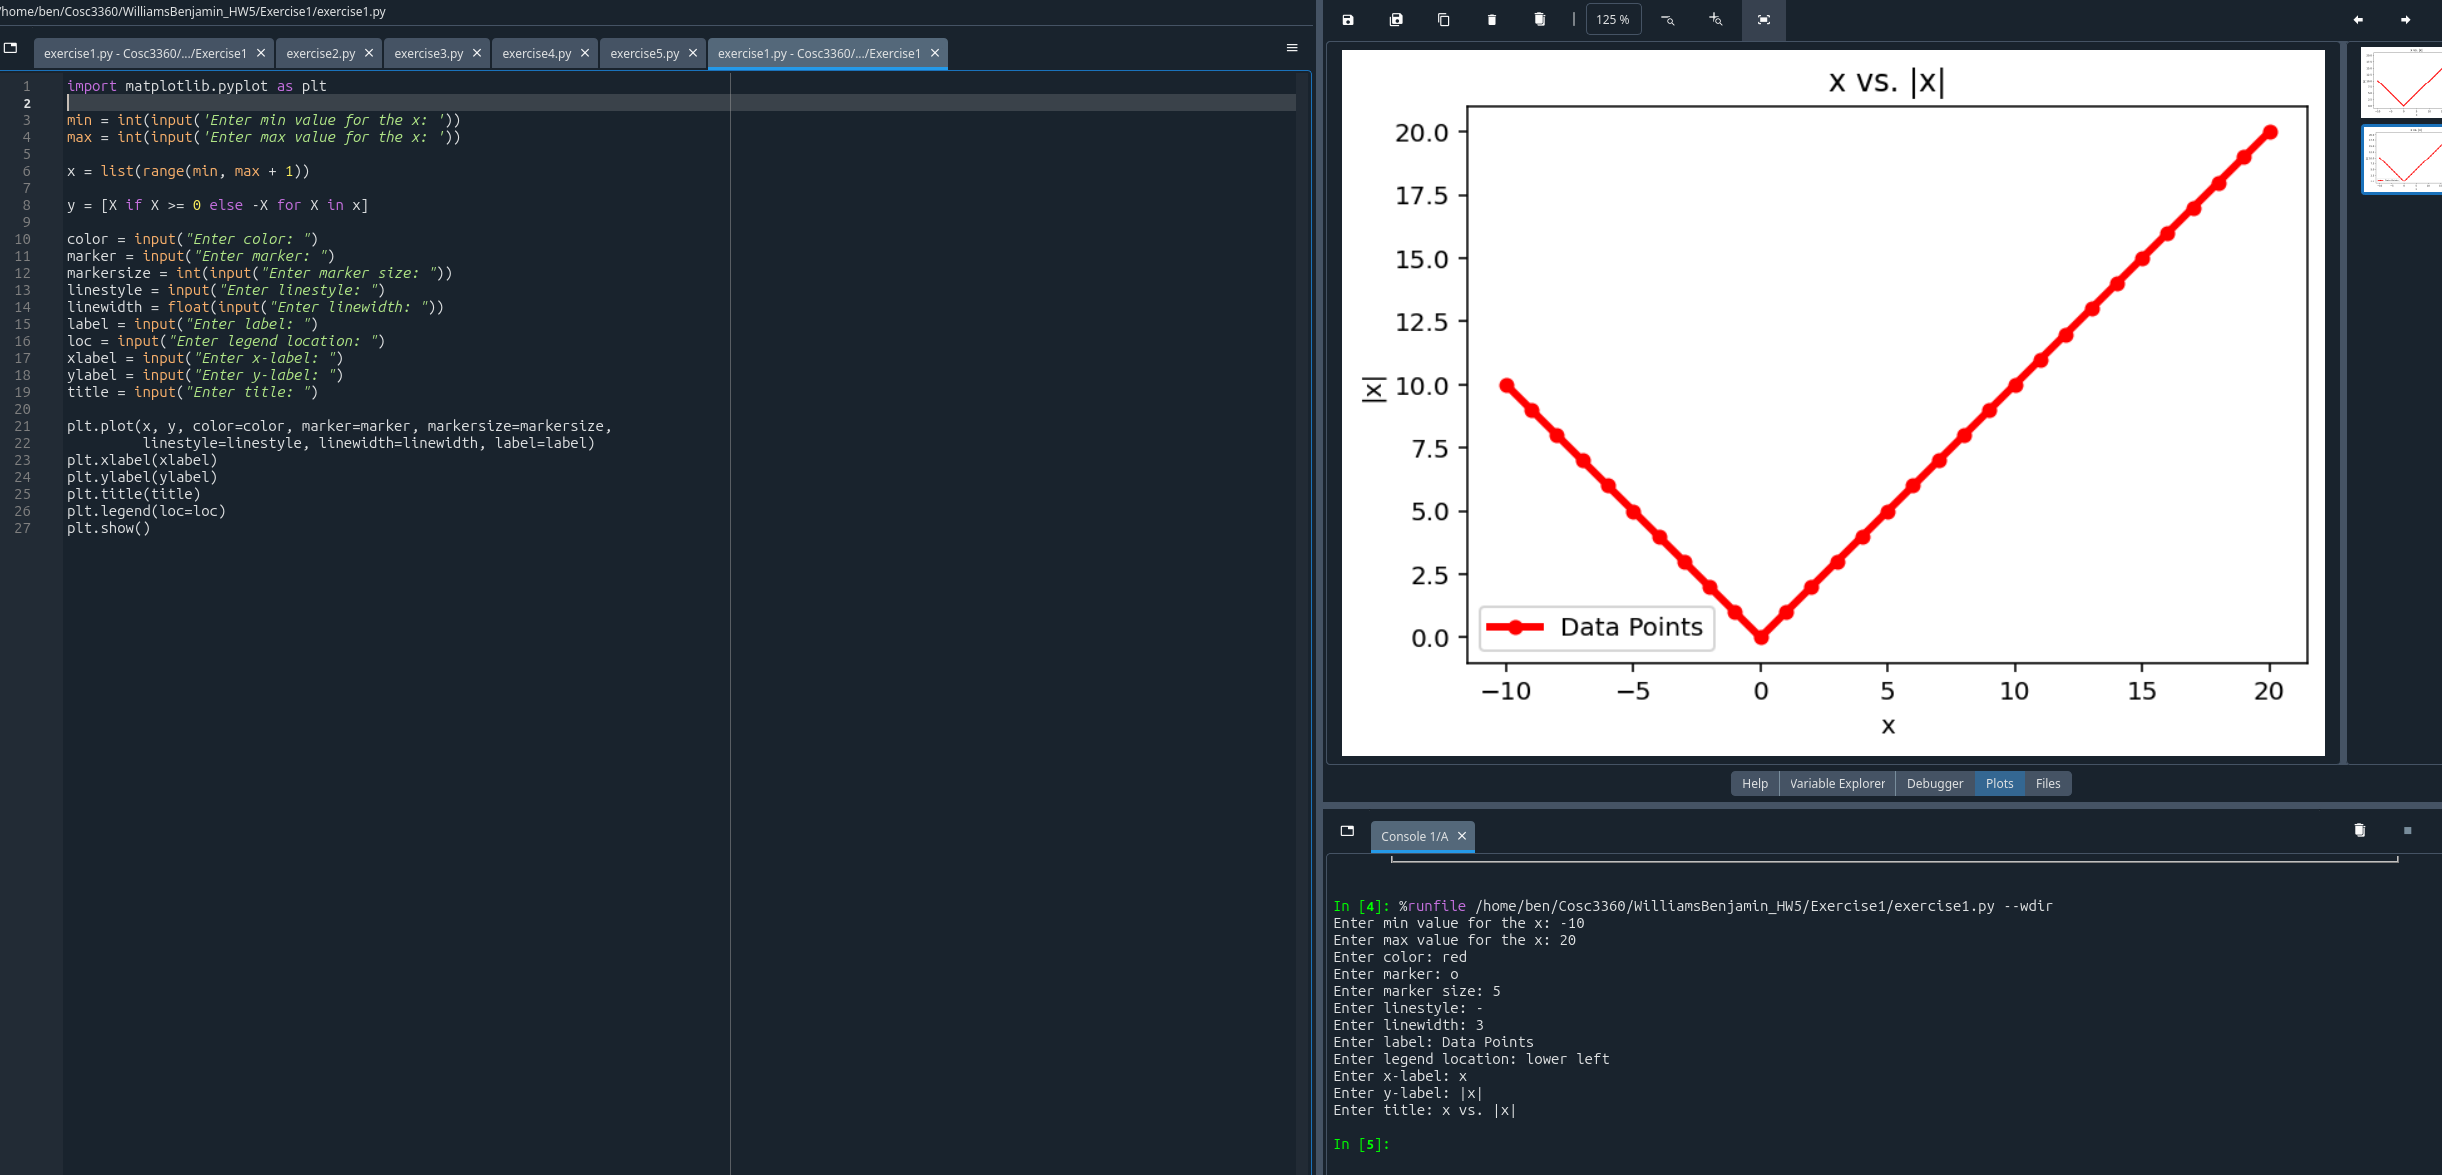 /home/ben/Cosc3360/WilliamsBenjamin_HW5/Exercise1/exercise1.py
exercise1.py - Cosc3360/.../Exercise1
exercise2.py
exercise3.py
exercise4.py
exercise5.py
exercise1.py - Cosc3360/.../Exercise1
1 import matplotlib.pyplot as plt
2
3 min = int(input('Enter min value for the x: '))
4 max = int(input('Enter max value for the x: '))
5
6 x = list(range(min, max + 1))
7
8 y = [X if X >= 0 else -X for X in x]
9
10 color = input("Enter color: ")
11 marker = input("Enter marker: ")
12 markersize = int(input("Enter marker size: "))
13 linestyle = input("Enter linestyle: ")
14 linewidth = float(input("Enter linewidth: "))
15 label = input("Enter label: ")
16 loc = input("Enter legend location: ")
17 xlabel = input("Enter x-label: ")
18 ylabel = input("Enter y-label: ")
19 title = input("Enter title: ")
20
21 plt.plot(x, y, color=color, marker=marker, markersize=markersize,
22 linestyle=linestyle, linewidth=linewidth, label=label)
23 plt.xlabel(xlabel)
24 plt.ylabel(ylabel)
25 plt.title(title)
26 plt.legend(loc=loc)
27 plt.show()
125 %
x vs. |x|
20.0
17.5
15.0
12.5
10.0
7.5
5.0
2.5
0.0
|x|
Data Points
−10 −5 0 5 10 15 20
x
Help Variable Explorer Debugger Plots Files
Console 1/A
In [4]: %runfile /home/ben/Cosc3360/WilliamsBenjamin_HW5/Exercise1/exercise1.py --wdir
Enter min value for the x: -10
Enter max value for the x: 20
Enter color: red
Enter marker: o
Enter marker size: 5
Enter linestyle: -
Enter linewidth: 3
Enter label: Data Points
Enter legend location: lower left
Enter x-label: x
Enter y-label: |x|
Enter title: x vs. |x|
In [5]: